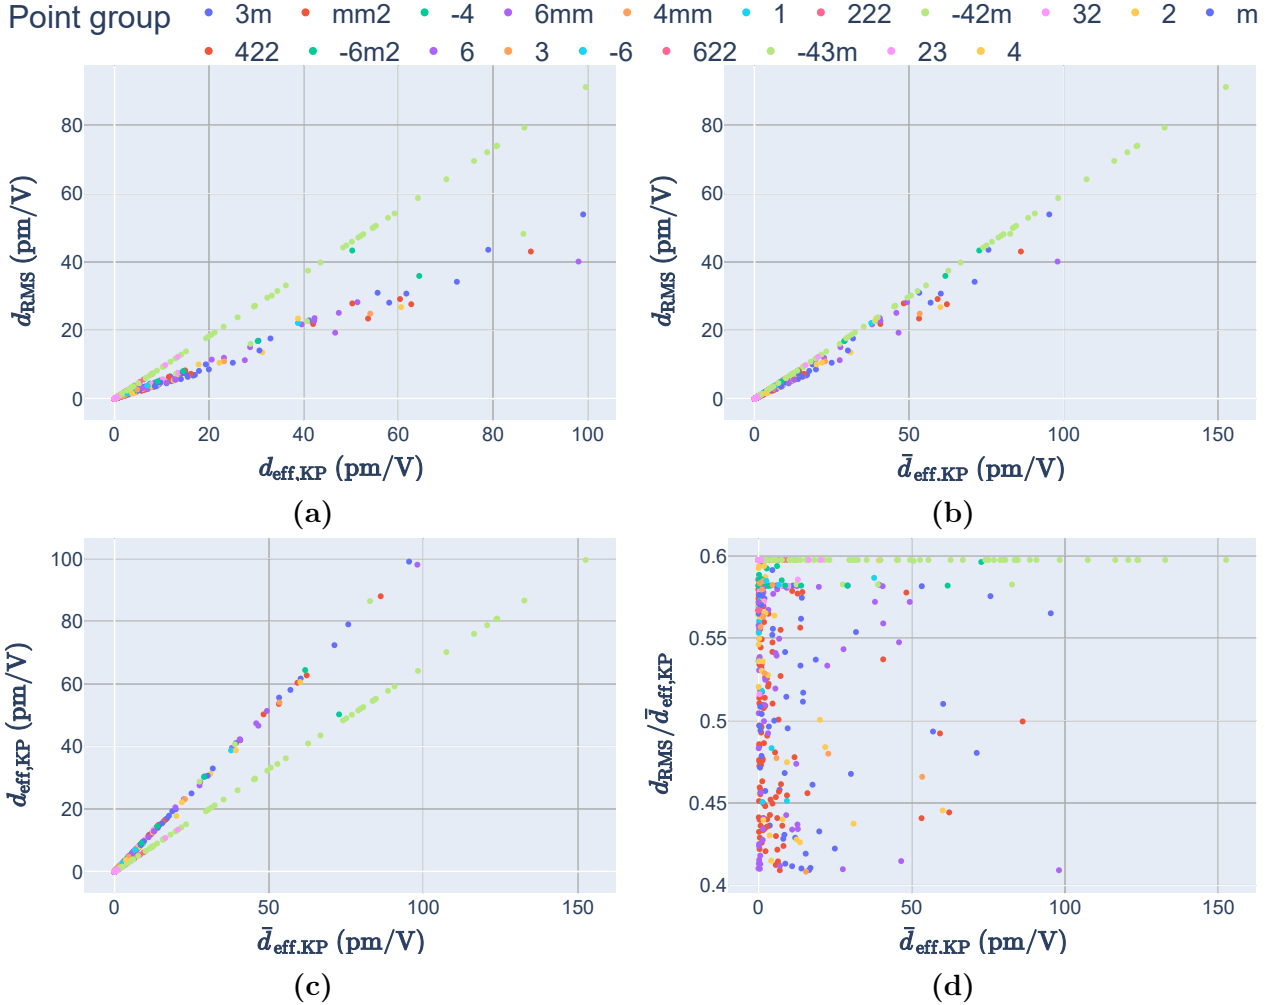 Point group 3m mm2 -4 6mm 4mm 1 222 -42m 32 2 m
422 -6m2 6 3 -6 622 -43m 23 4
80
60
40
20
0
d_RMS (pm/V)
0 20 40 60 80 100
d_eff,KP (pm/V)
(a)
80
60
40
20
0
d_RMS (pm/V)
0 50 100 150
d̄_eff,KP (pm/V)
(b)
100
80
60
40
20
0
d_eff,KP (pm/V)
0 50 100 150
d̄_eff,KP (pm/V)
(c)
0.6
0.55
0.5
0.45
0.4
d_RMS/d̄_eff,KP
0 50 100 150
d̄_eff,KP (pm/V)
(d)